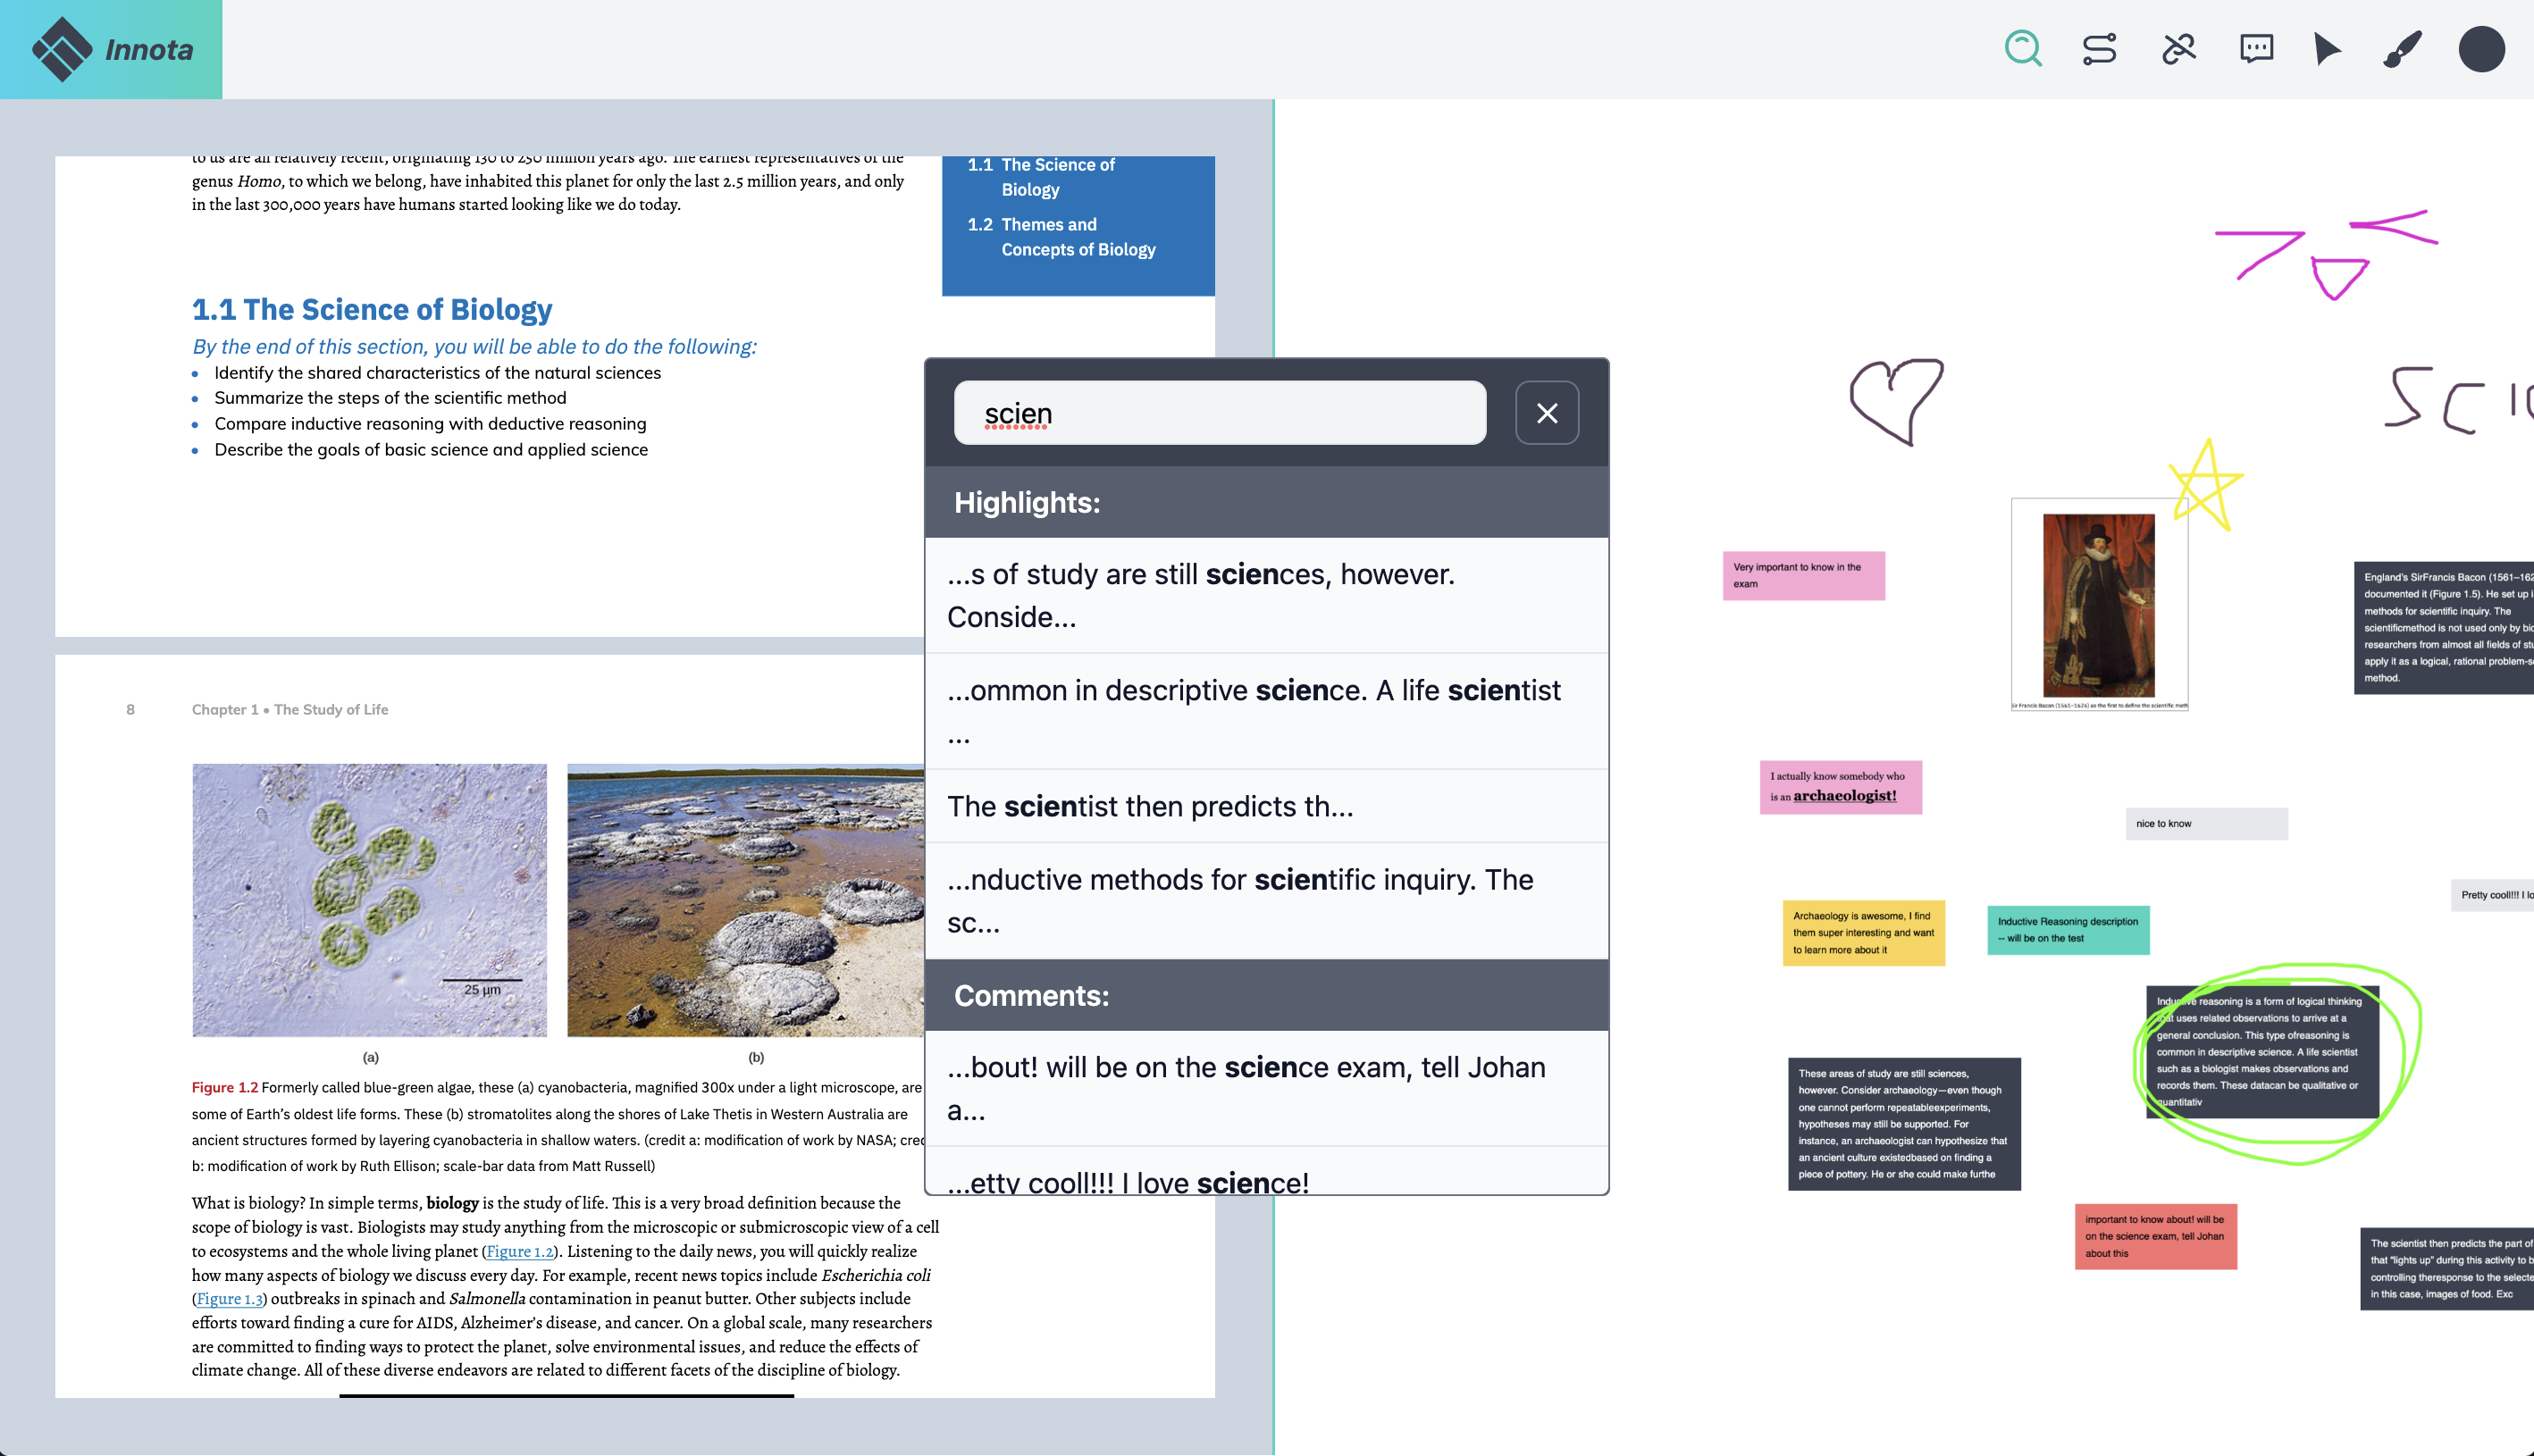 Innota
to us are all relatively recent, originating 130 to 250 million years ago. The earliest representatives of the
genus Homo, to which we belong, have inhabited this planet for only the last 2.5 million years, and only
in the last 300,000 years have humans started looking like we do today.
1.1 The Science of
Biology
1.2 Themes and
Concepts of Biology
1.1 The Science of Biology
By the end of this section, you will be able to do the following:
• Identify the shared characteristics of the natural sciences
• Summarize the steps of the scientific method
• Compare inductive reasoning with deductive reasoning
• Describe the goals of basic science and applied science
8 Chapter 1 • The Study of Life
25 µm
(a)
(b)
Figure 1.2 Formerly called blue-green algae, these (a) cyanobacteria, magnified 300x under a light microscope, are
some of Earth's oldest life forms. These (b) stromatolites along the shores of Lake Thetis in Western Australia are
ancient structures formed by layering cyanobacteria in shallow waters. (credit a: modification of work by NASA; cred
b: modification of work by Ruth Ellison; scale-bar data from Matt Russell)
What is biology? In simple terms, biology is the study of life. This is a very broad definition because the
scope of biology is vast. Biologists may study anything from the microscopic or submicroscopic view of a cell
to ecosystems and the whole living planet (Figure 1.2). Listening to the daily news, you will quickly realize
how many aspects of biology we discuss every day. For example, recent news topics include Escherichia coli
(Figure 1.3) outbreaks in spinach and Salmonella contamination in peanut butter. Other subjects include
efforts toward finding a cure for AIDS, Alzheimer's disease, and cancer. On a global scale, many researchers
are committed to finding ways to protect the planet, solve environmental issues, and reduce the effects of
climate change. All of these diverse endeavors are related to different facets of the discipline of biology.
scien
Highlights:
...s of study are still sciences, however.
Conside...
...ommon in descriptive science. A life scientist
...
The scientist then predicts th...
...nductive methods for scientific inquiry. The
sc...
Comments:
...bout! will be on the science exam, tell Johan
a...
...etty cooll!!! I love science!
SCI
Very important to know in the
exam
Sir Francis Bacon (1561–1626) as the first to define the scientific meth
England's SirFrancis Bacon (1561–162
documented it (Figure 1.5). He set up i
methods for scientific inquiry. The
scientificmethod is not used only by bio
researchers from almost all fields of stu
apply it as a logical, rational problem-s
method.
I actually know somebody who
is an archaeologist!
nice to know
Pretty cooll!!! I lo
Archaeology is awesome, I find
them super interesting and want
to learn more about it
Inductive Reasoning description
-- will be on the test
Inductive reasoning is a form of logical thinking
that uses related observations to arrive at a
general conclusion. This type ofreasoning is
common in descriptive science. A life scientist
such as a biologist makes observations and
records them. These datacan be qualitative or
quantitativ
These areas of study are still sciences,
however. Consider archaeology—even though
one cannot perform repeatableexperiments,
hypotheses may still be supported. For
instance, an archaeologist can hypothesize that
an ancient culture existedbased on finding a
piece of pottery. He or she could make furthe
important to know about! will be
on the science exam, tell Johan
about this
The scientist then predicts the part of
that "lights up" during this activity to b
controlling theresponse to the selecte
in this case, images of food. Exc